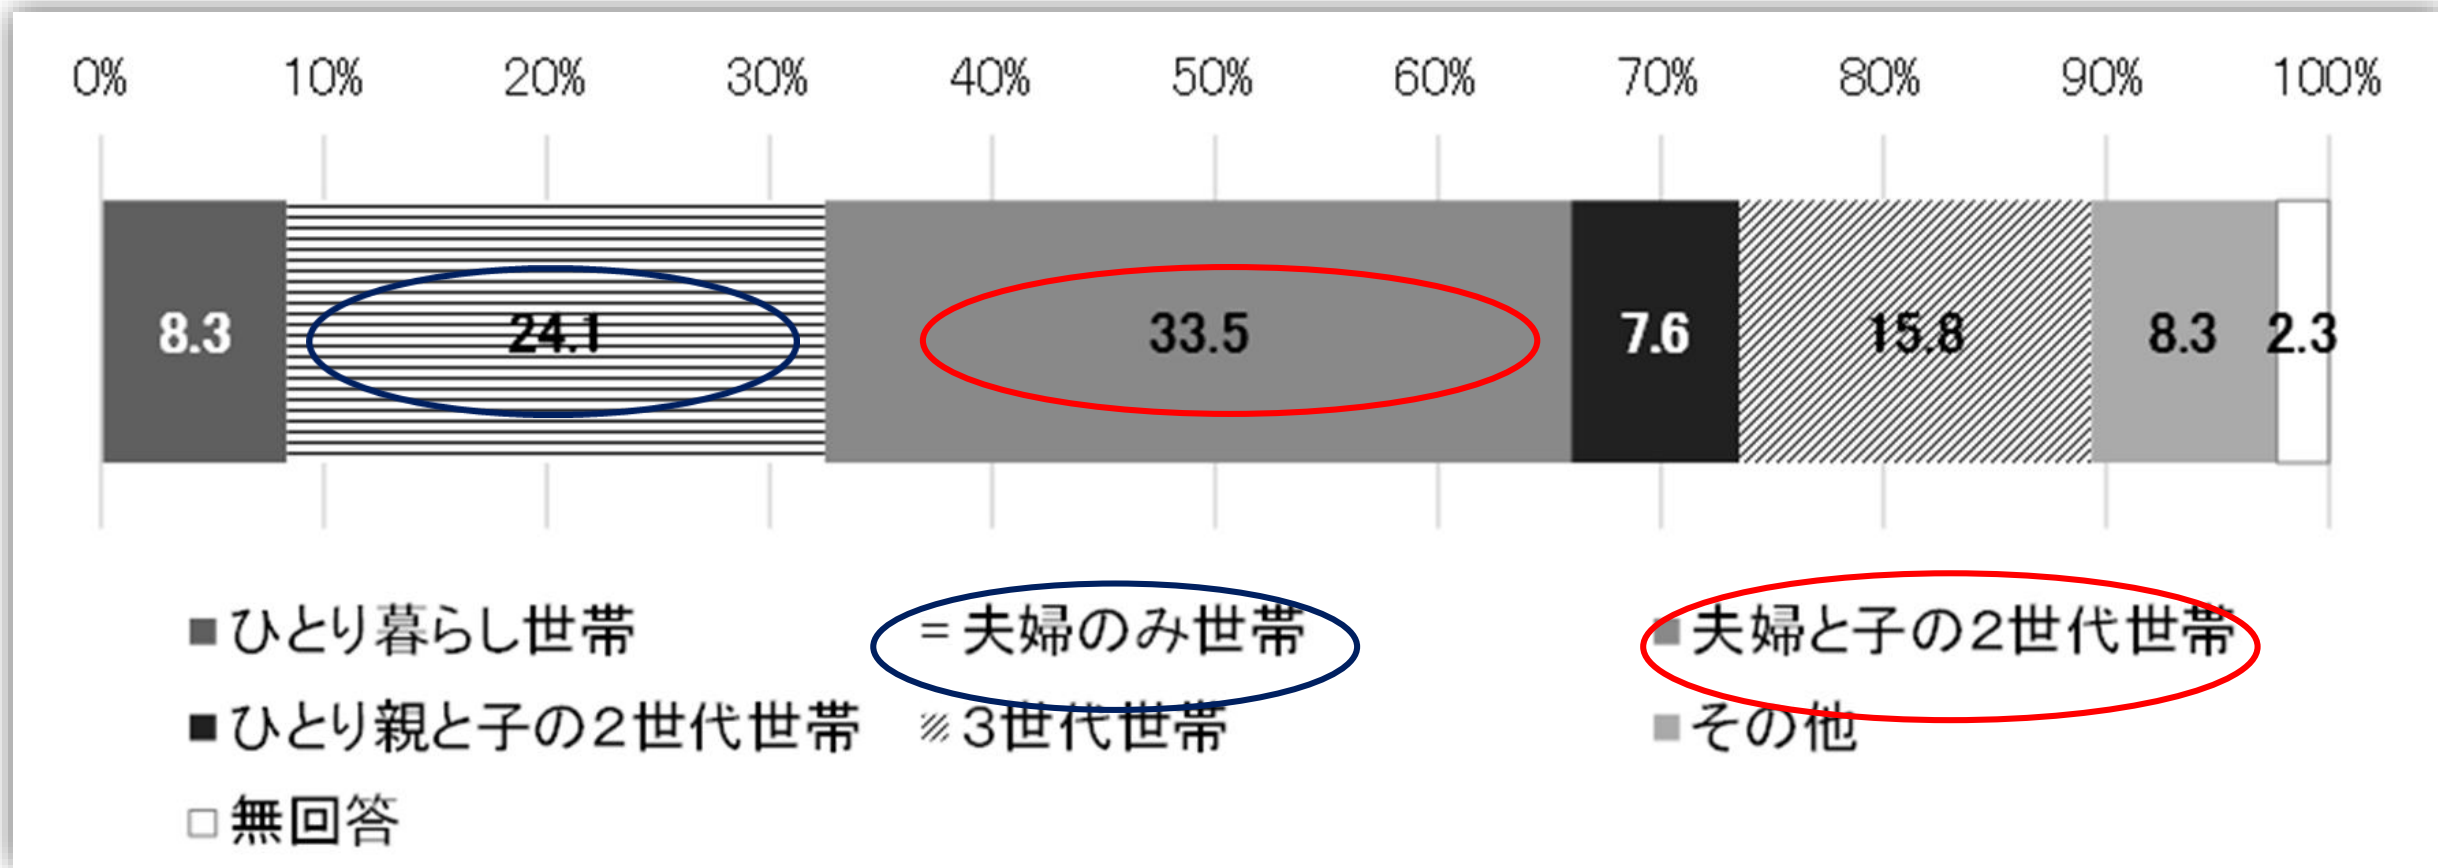 0% 10% 20% 30% 40% 50% 60% 70% 80% 90% 100%
8.3 24.1 33.5 7.6 15.8 8.3 2.3
ひとり暮らし世帯 夫婦のみ世帯 夫婦と子の2世代世帯
ひとり親と子の2世代世帯 3世代世帯 その他
無回答